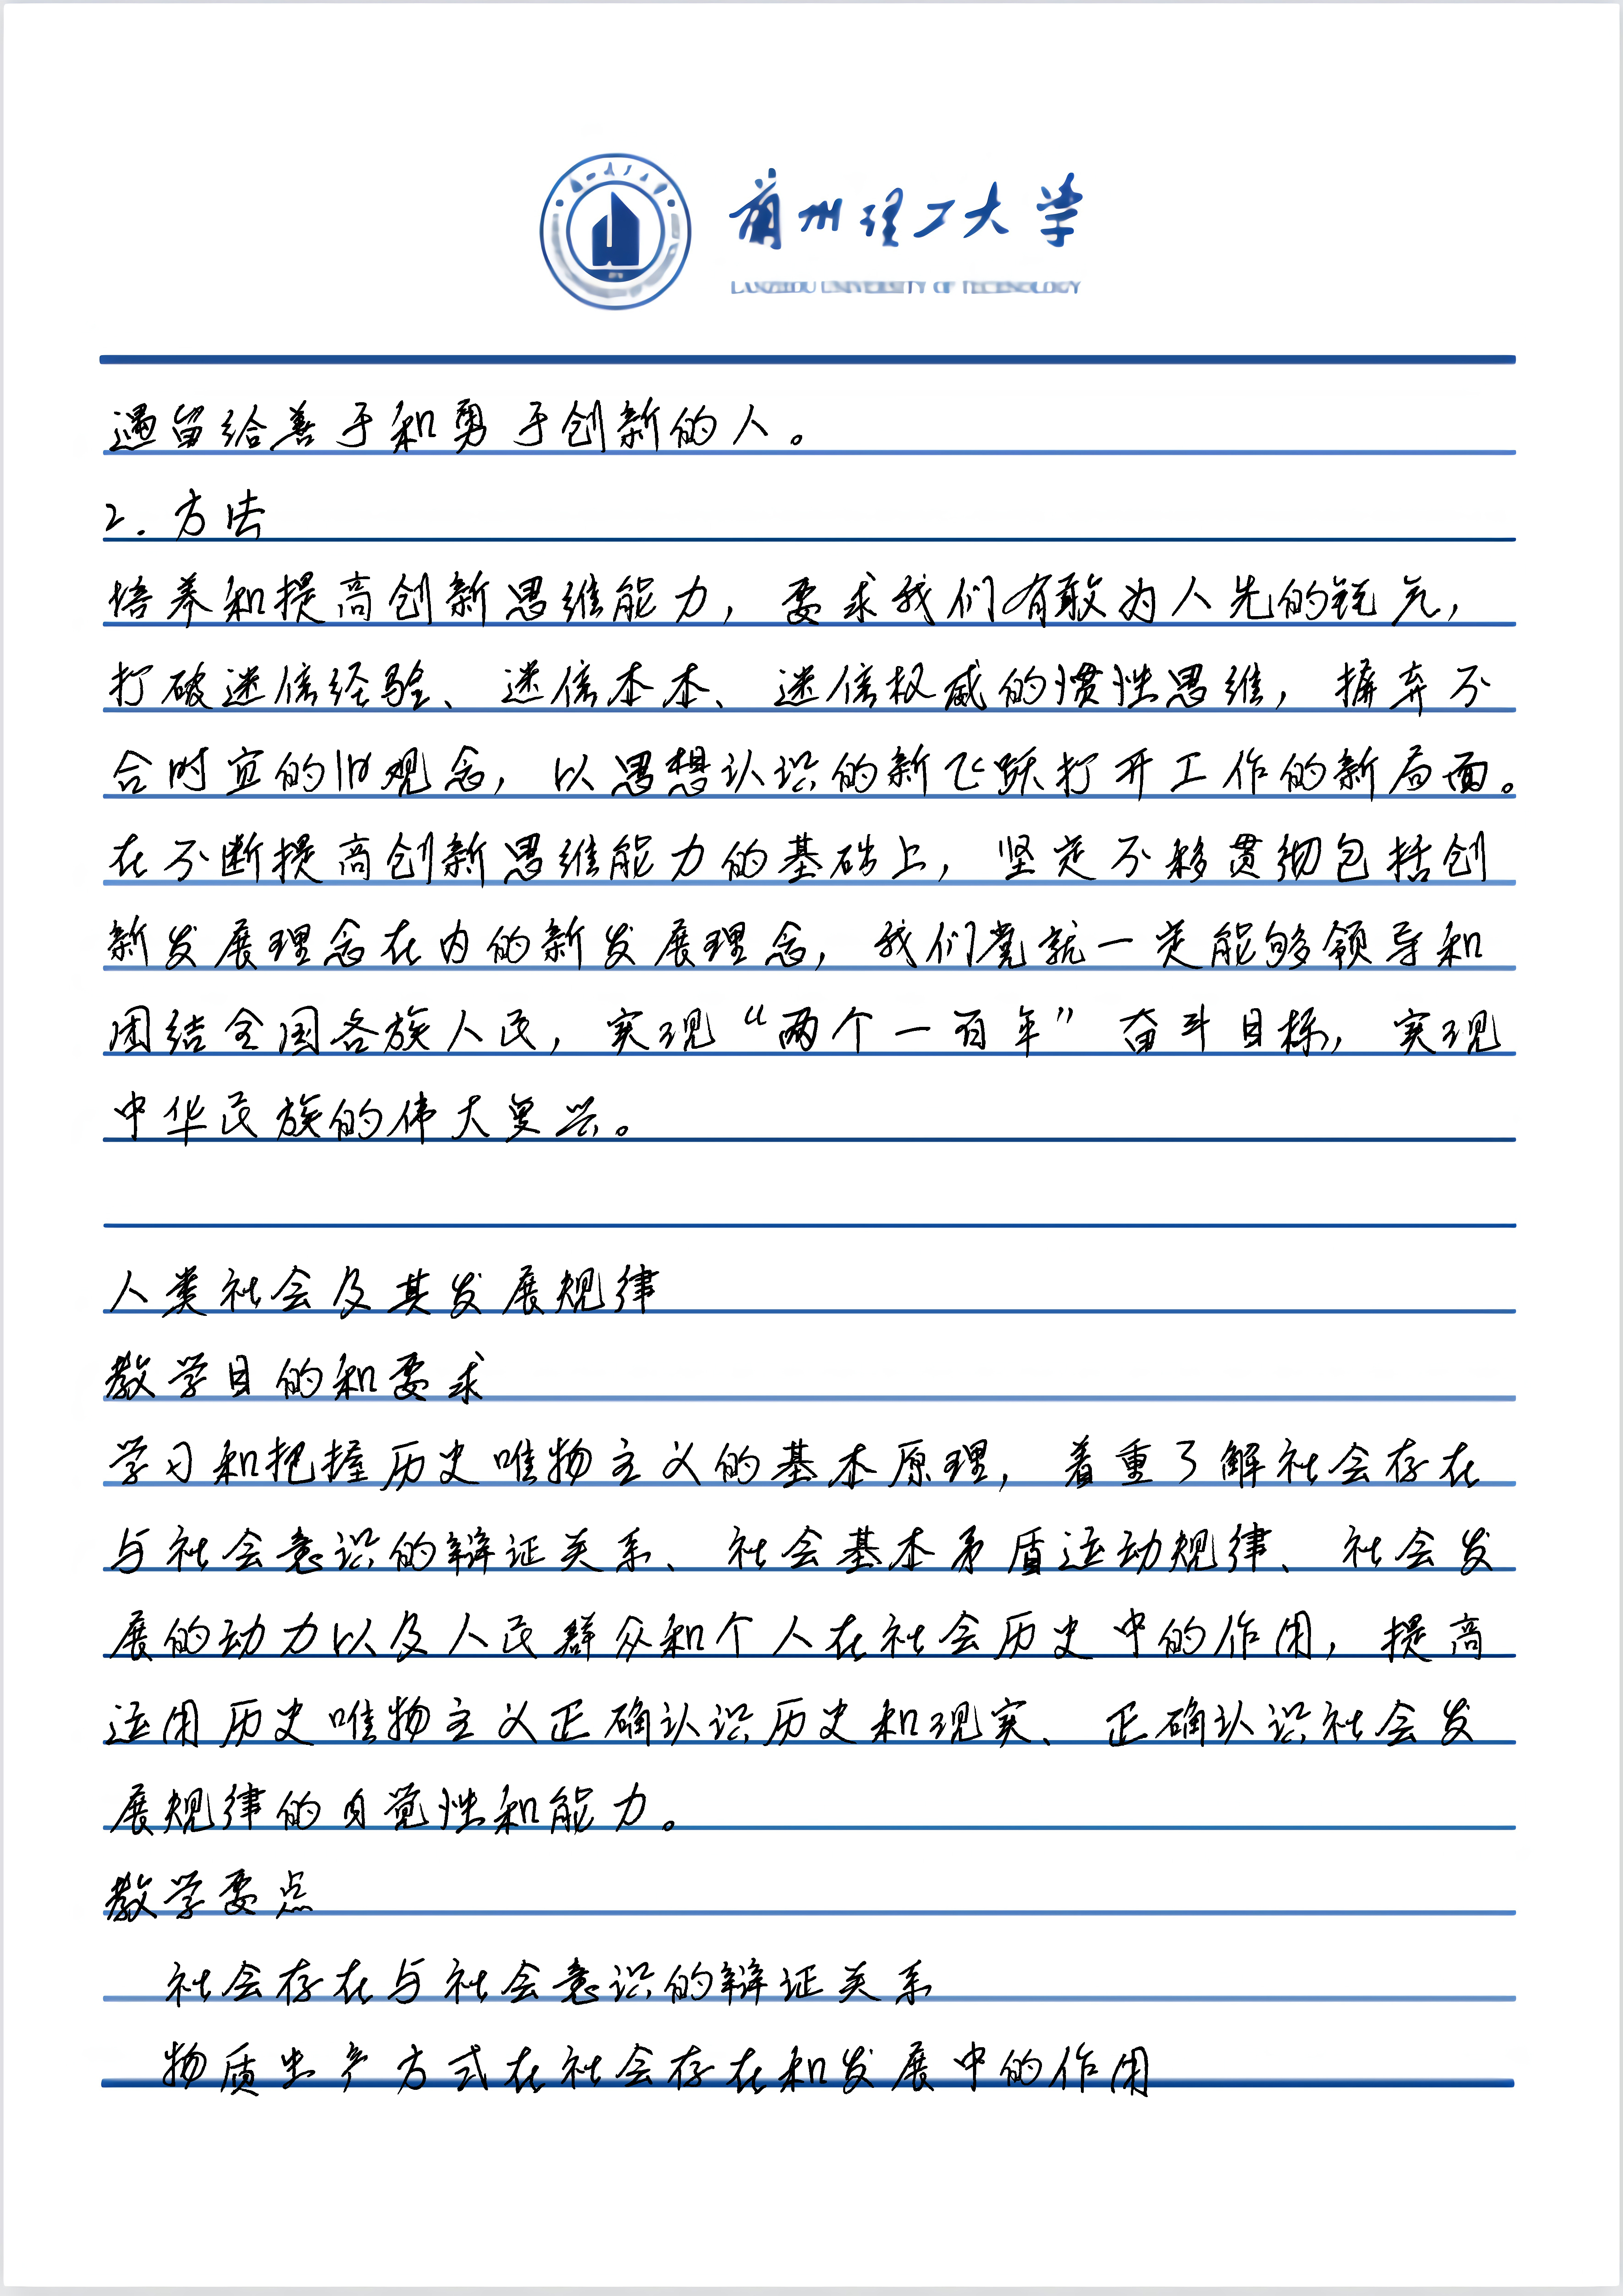 兰州理工大学
LANZHOU UNIVERSITY OF TECHNOLOGY
遇留给善于和勇于创新的人。
2.方法
培养和提高创新思维能力，要求我们有敢为人先的锐气，
打破迷信经验、迷信本本、迷信权威的惯性思维，摒弃不
合时宜的旧观念，以思想认识的新飞跃打开工作的新局面。
在不断提高创新思维能力的基础上，坚定不移贯彻包括创
新发展理念在内的新发展理念，我们党就一定能够领导和
团结全国各族人民，实现“两个一百年”奋斗目标，实现
中华民族的伟大复兴。
人类社会及其发展规律
教学目的和要求
学习和把握历史唯物主义的基本原理，着重了解社会存在
与社会意识的辩证关系、社会基本矛盾运动规律、社会发
展的动力以及人民群众和个人在社会历史中的作用，提高
运用历史唯物主义正确认识历史和现实、正确认识社会发
展规律的自觉性和能力。
教学要点
社会存在与社会意识的辩证关系
物质生产方式在社会存在和发展中的作用